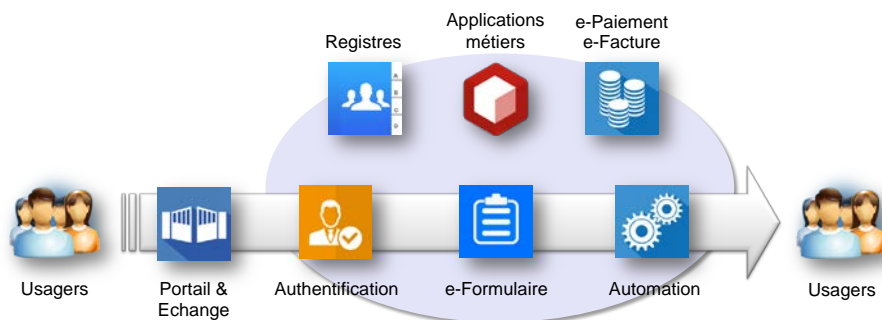 Registres
Applications
métiers
e-Paiement
e-Facture
A
B
C
D
Usagers
Portail &
Echange
Authentification
e-Formulaire
Automation
Usagers